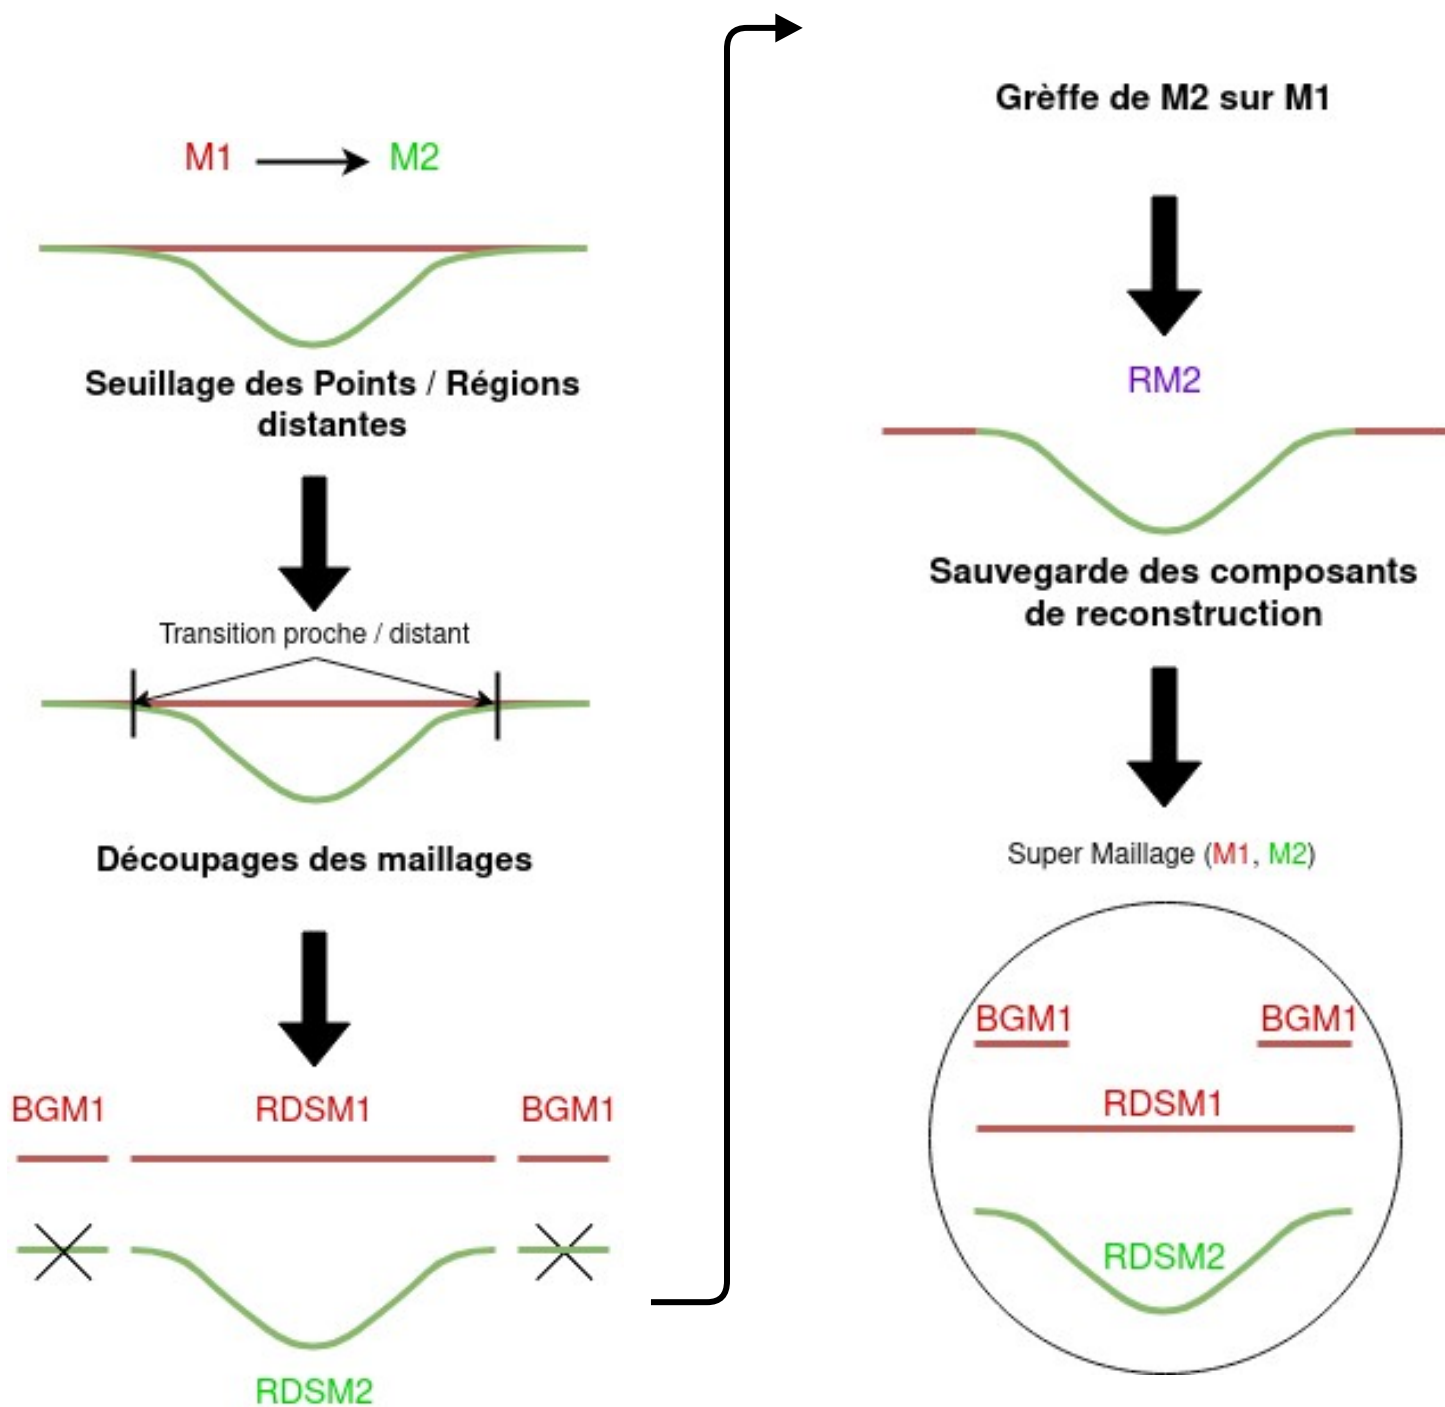 M1 M2
Seuillage des Points / Régions
distantes
Transition proche / distant
Découpages des maillages
BGM1 RDSM1 BGM1
RDSM2
Grèffe de M2 sur M1
RM2
Sauvegarde des composants
de reconstruction
Super Maillage (M1, M2)
BGM1 BGM1
RDSM1
RDSM2